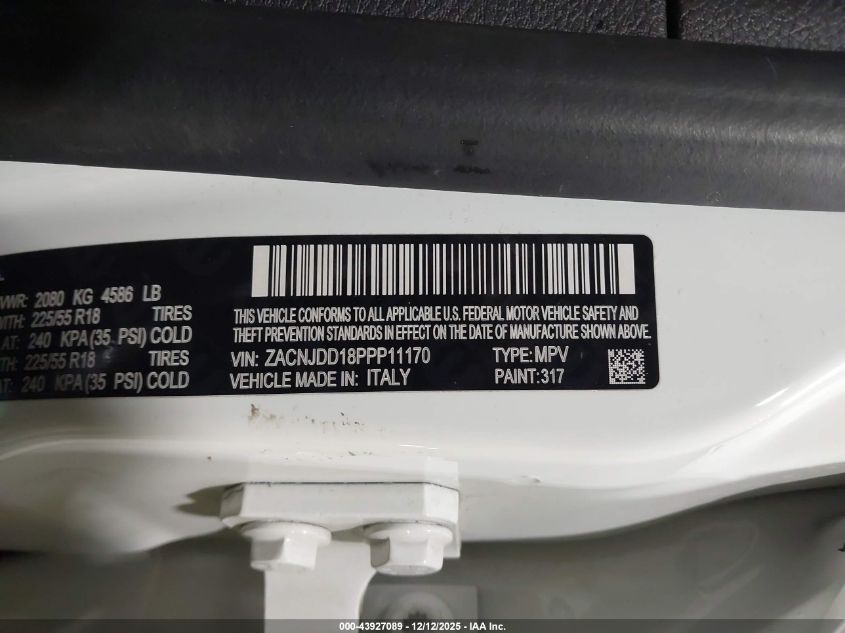 VWR: 2080 KG 4586 LB
WITH: 225/55 R18 TIRES
AT: 240 KPA(35 PSI) COLD
225/55 R18 TIRES
AT: 240 KPA(35 PSI) COLD
THIS VEHICLE CONFORMS TO ALL APPLICABLE U.S. FEDERAL MOTOR VEHICLE SAFETY AND
THEFT PREVENTION STANDARDS IN EFFECT ON THE DATE OF MANUFACTURE SHOWN ABOVE.
VIN: ZACNJDD18PPP11170 TYPE: MPV
VEHICLE MADE IN: ITALY PAINT:317
000-43927089 - 12/12/2025 - IAA Inc.